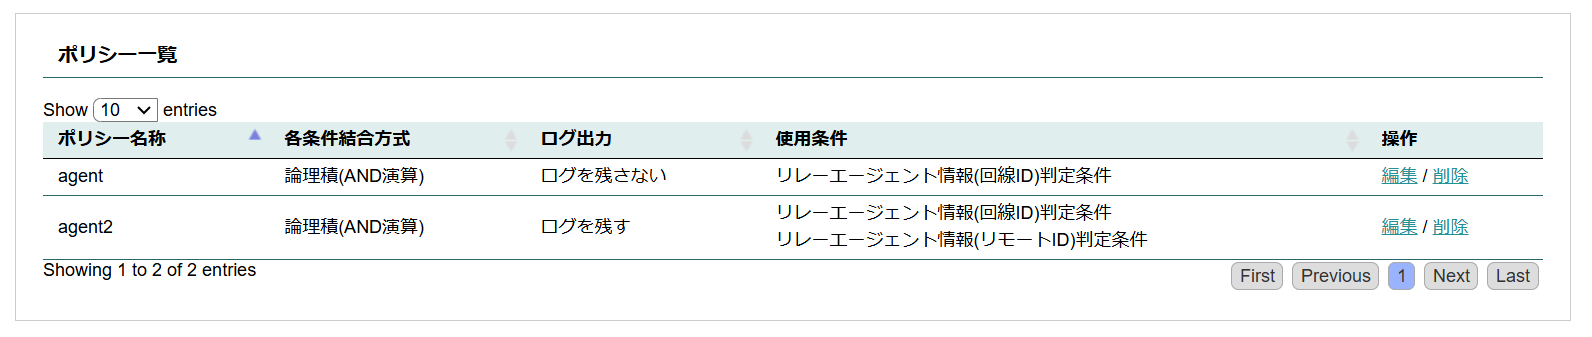 ポリシー一覧
Show 10 entries
ポリシー名称 各条件結合方式 ログ出力 使用条件 操作
agent 論理積(AND演算) ログを残さない リレーエージェント情報(回線ID)判定条件 編集 / 削除
agent2 論理積(AND演算) ログを残す リレーエージェント情報(回線ID)判定条件 編集 / 削除
リレーエージェント情報(リモートID)判定条件
Showing 1 to 2 of 2 entries First Previous 1 Next Last